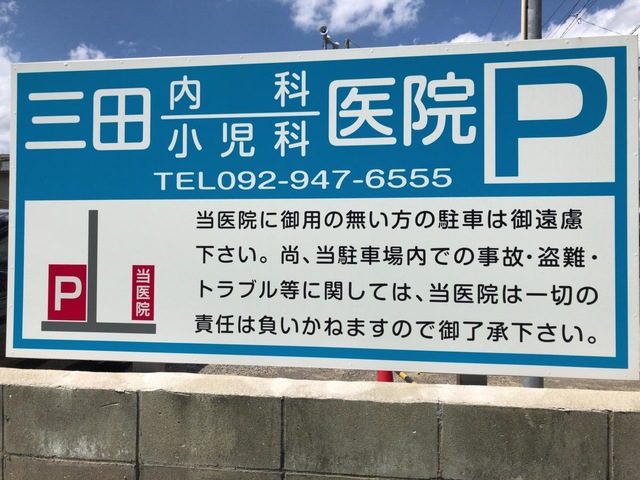 三田 内科 小児科 医院 P
TEL092-947-6555
当医院に御用の無い方の駐車は御遠慮
下さい。尚、当駐車場内での事故・盗難・
トラブル等に関しては、当医院は一切の
責任は負いかねますので御了承下さい。
P
当医院